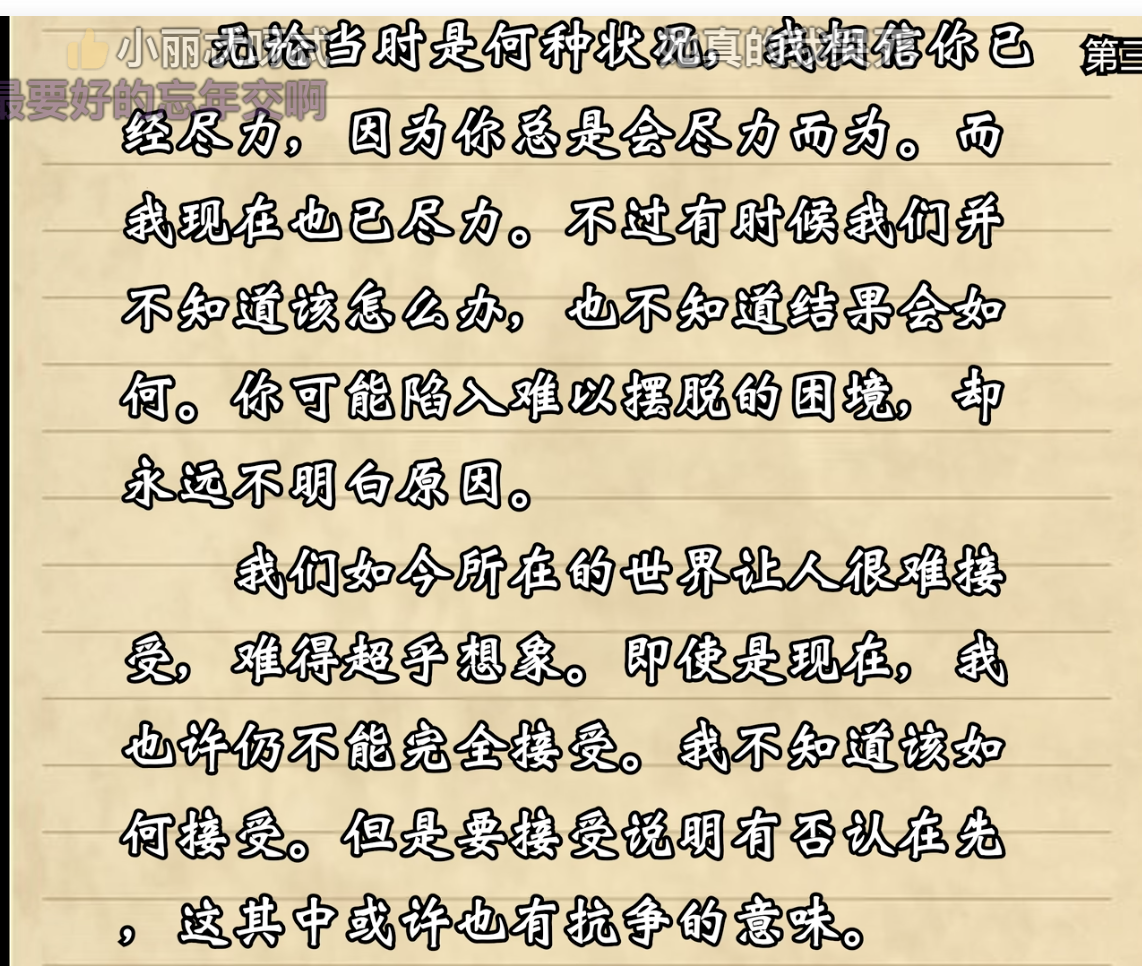 无论当时是何种状况，我相信你已
第三
最要好的忘年交啊
经尽力，因为你总是会尽力而为。而
我现在也已尽力。不过有时候我们并
不知道该怎么办，也不知道结果会如
何。你可能陷入难以摆脱的困境，却
永远不明白原因。
我们如今所在的世界让人很难接
受，难得超乎想象。即使是现在，我
也许仍不能完全接受。我不知道该如
何接受。但是要接受说明有否认在先
，这其中或许也有抗争的意味。